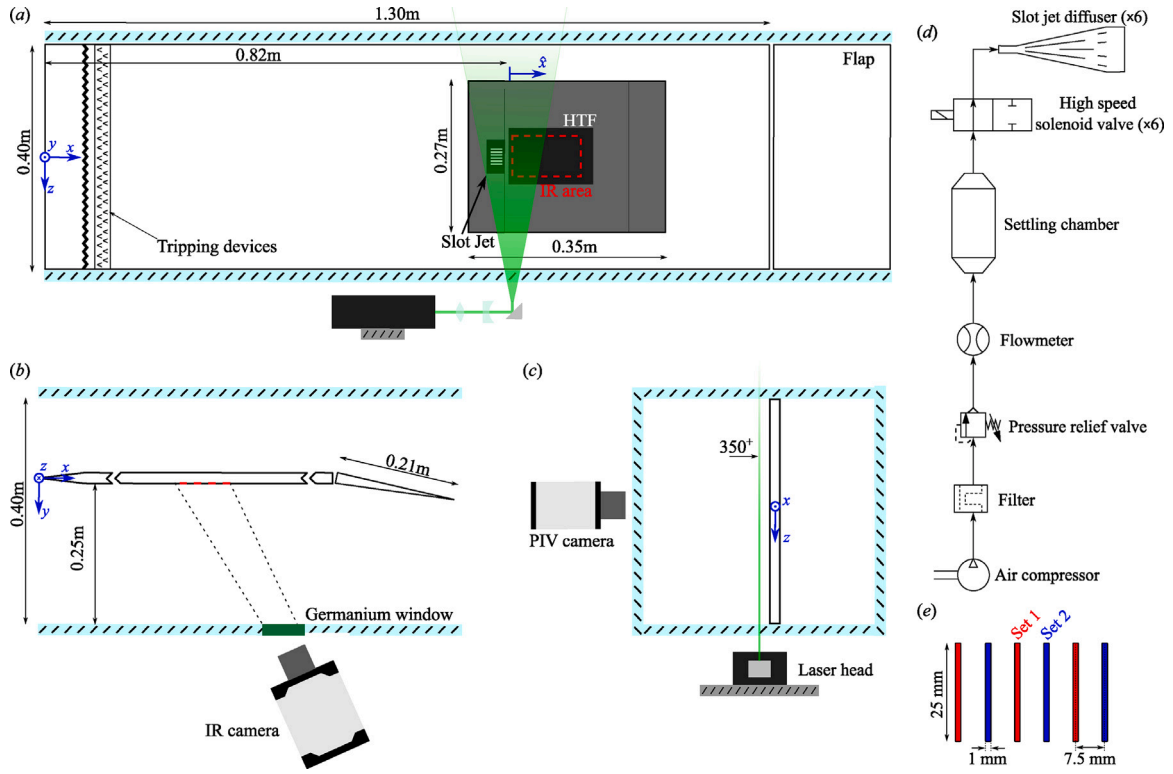 (a)
1.30m
0.82m
x̂
Flap
0.40m
0.27m
HTF
IR area
y
x
z
Slot Jet
Tripping devices
0.35m
(b)
0.40m
z
x
y
0.25m
0.21m
Germanium window
IR camera
(c)
350+
PIV camera
x
z
Laser head
(d)
Slot jet diffuser (×6)
High speed
solenoid valve (×6)
Settling chamber
Flowmeter
Pressure relief valve
Filter
Air compressor
(e)
Set 1
Set 2
25 mm
1 mm
7.5 mm